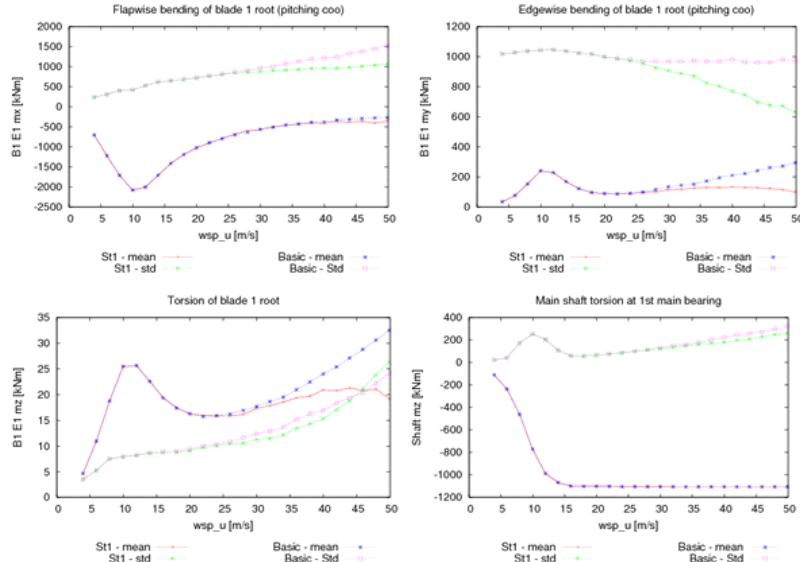 Flapwise bending of blade 1 root (pitching coo
B1 E1 mx [kNm]
2000
1500
1000
500
0
-500
-1000
-1500
-2000
-2500
0 5 10 15 20 25 30 35 40 45 50
wsp_u [m/s]
St1 - mean
St1 - std
Basic - mean
Basic - Std
Edgewise bending of blade 1 root (pitching coo
B1 E1 my [kNm]
1200
1000
800
600
400
200
0
0 5 10 15 20 25 30 35 40 45 50
wsp_u [m/s]
St1 - mean
St1 - std
Basic - mean
Basic - Std
Torsion of blade 1 root
B1 E1 mz [kNm]
35
30
25
20
15
10
5
0
0 5 10 15 20 25 30 35 40 45 50
wsp_u [m/s]
St1 - mean
St1 - std
Basic - mean
Basic - Std
Main shaft torsion at 1st main bearing
Shaft mz [kNm]
400
200
0
-200
-400
-600
-800
-1000
-1200
0 5 10 15 20 25 30 35 40 45 50
wsp_u [m/s]
St1 - mean
St1 - std
Basic - mean
Basic - Std